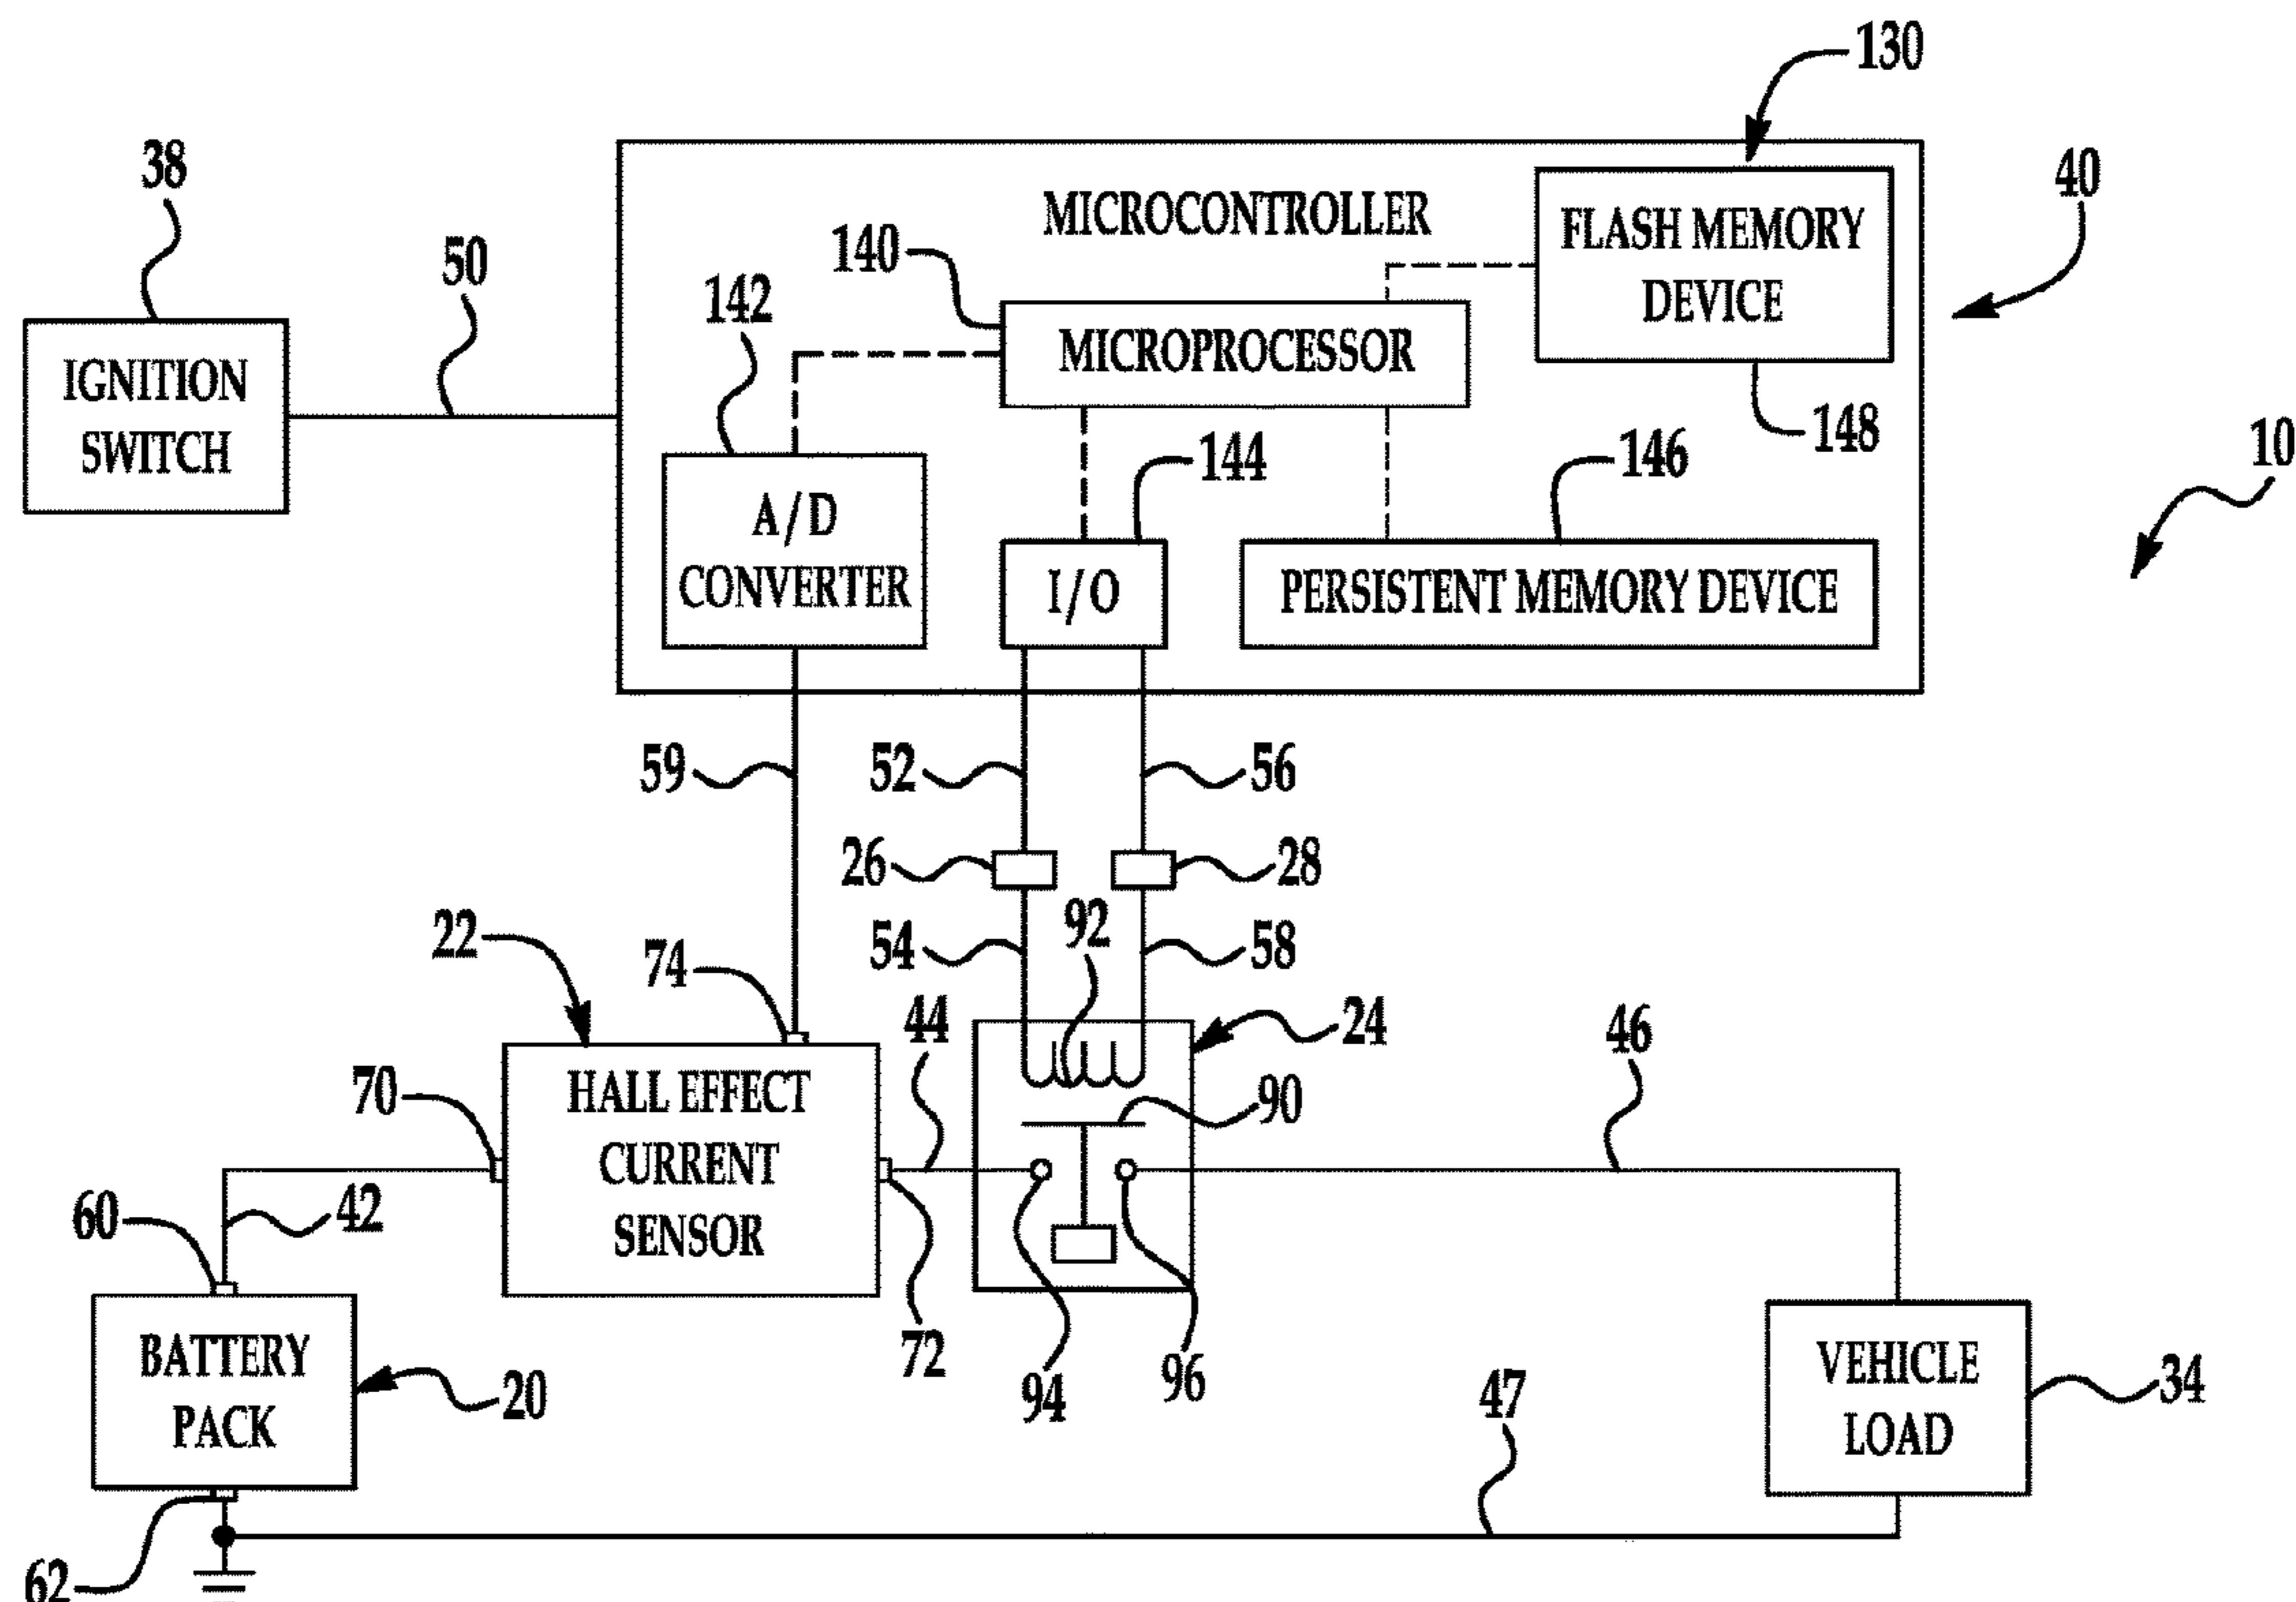 130
38
40
MICROCONTROLLER
FLASH MEMORY
DEVICE
50
140
142
MICROPROCESSOR
IGNITION
SWITCH
148
10
144
146
A/D
CONVERTER
I/O
PERSISTENT MEMORY DEVICE
59
52
56
26
28
22
74
54
92
58
44
24
46
70
HALL EFFECT
CURRENT
SENSOR
90
60
42
72
94
96
BATTERY
PACK
20
47
VEHICLE
LOAD
34
62